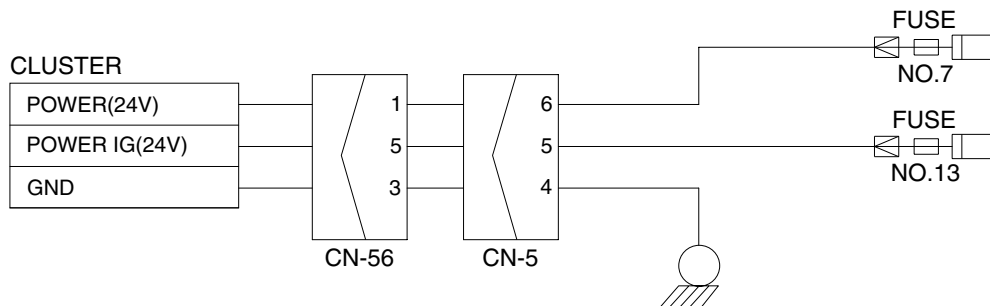 FUSE
CLUSTER
NO.7
POWER(24V)
1
6
FUSE
POWER IG(24V)
5
5
NO.13
GND
3
4
CN-56
CN-5